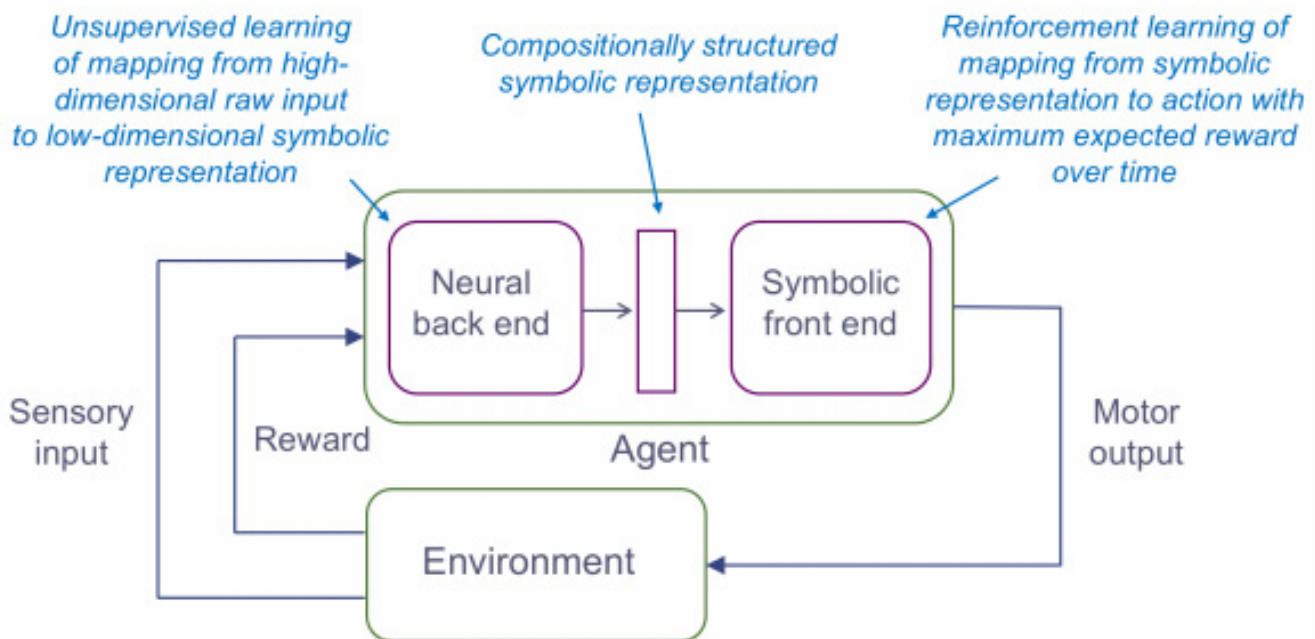 Unsupervised learning
of mapping from high-
dimensional raw input
to low-dimensional symbolic
representation
Compositionally structured
symbolic representation
Reinforcement learning of
mapping from symbolic
representation to action with
maximum expected reward
over time
Neural
back end
Symbolic
front end
Sensory
input
Reward
Agent
Motor
output
Environment